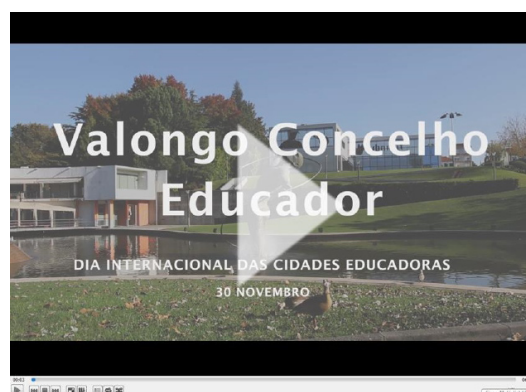 Valongo Concelho
Educador
DIA INTERNACIONAL DAS CIDADES EDUCADORAS
30 NOVEMBRO